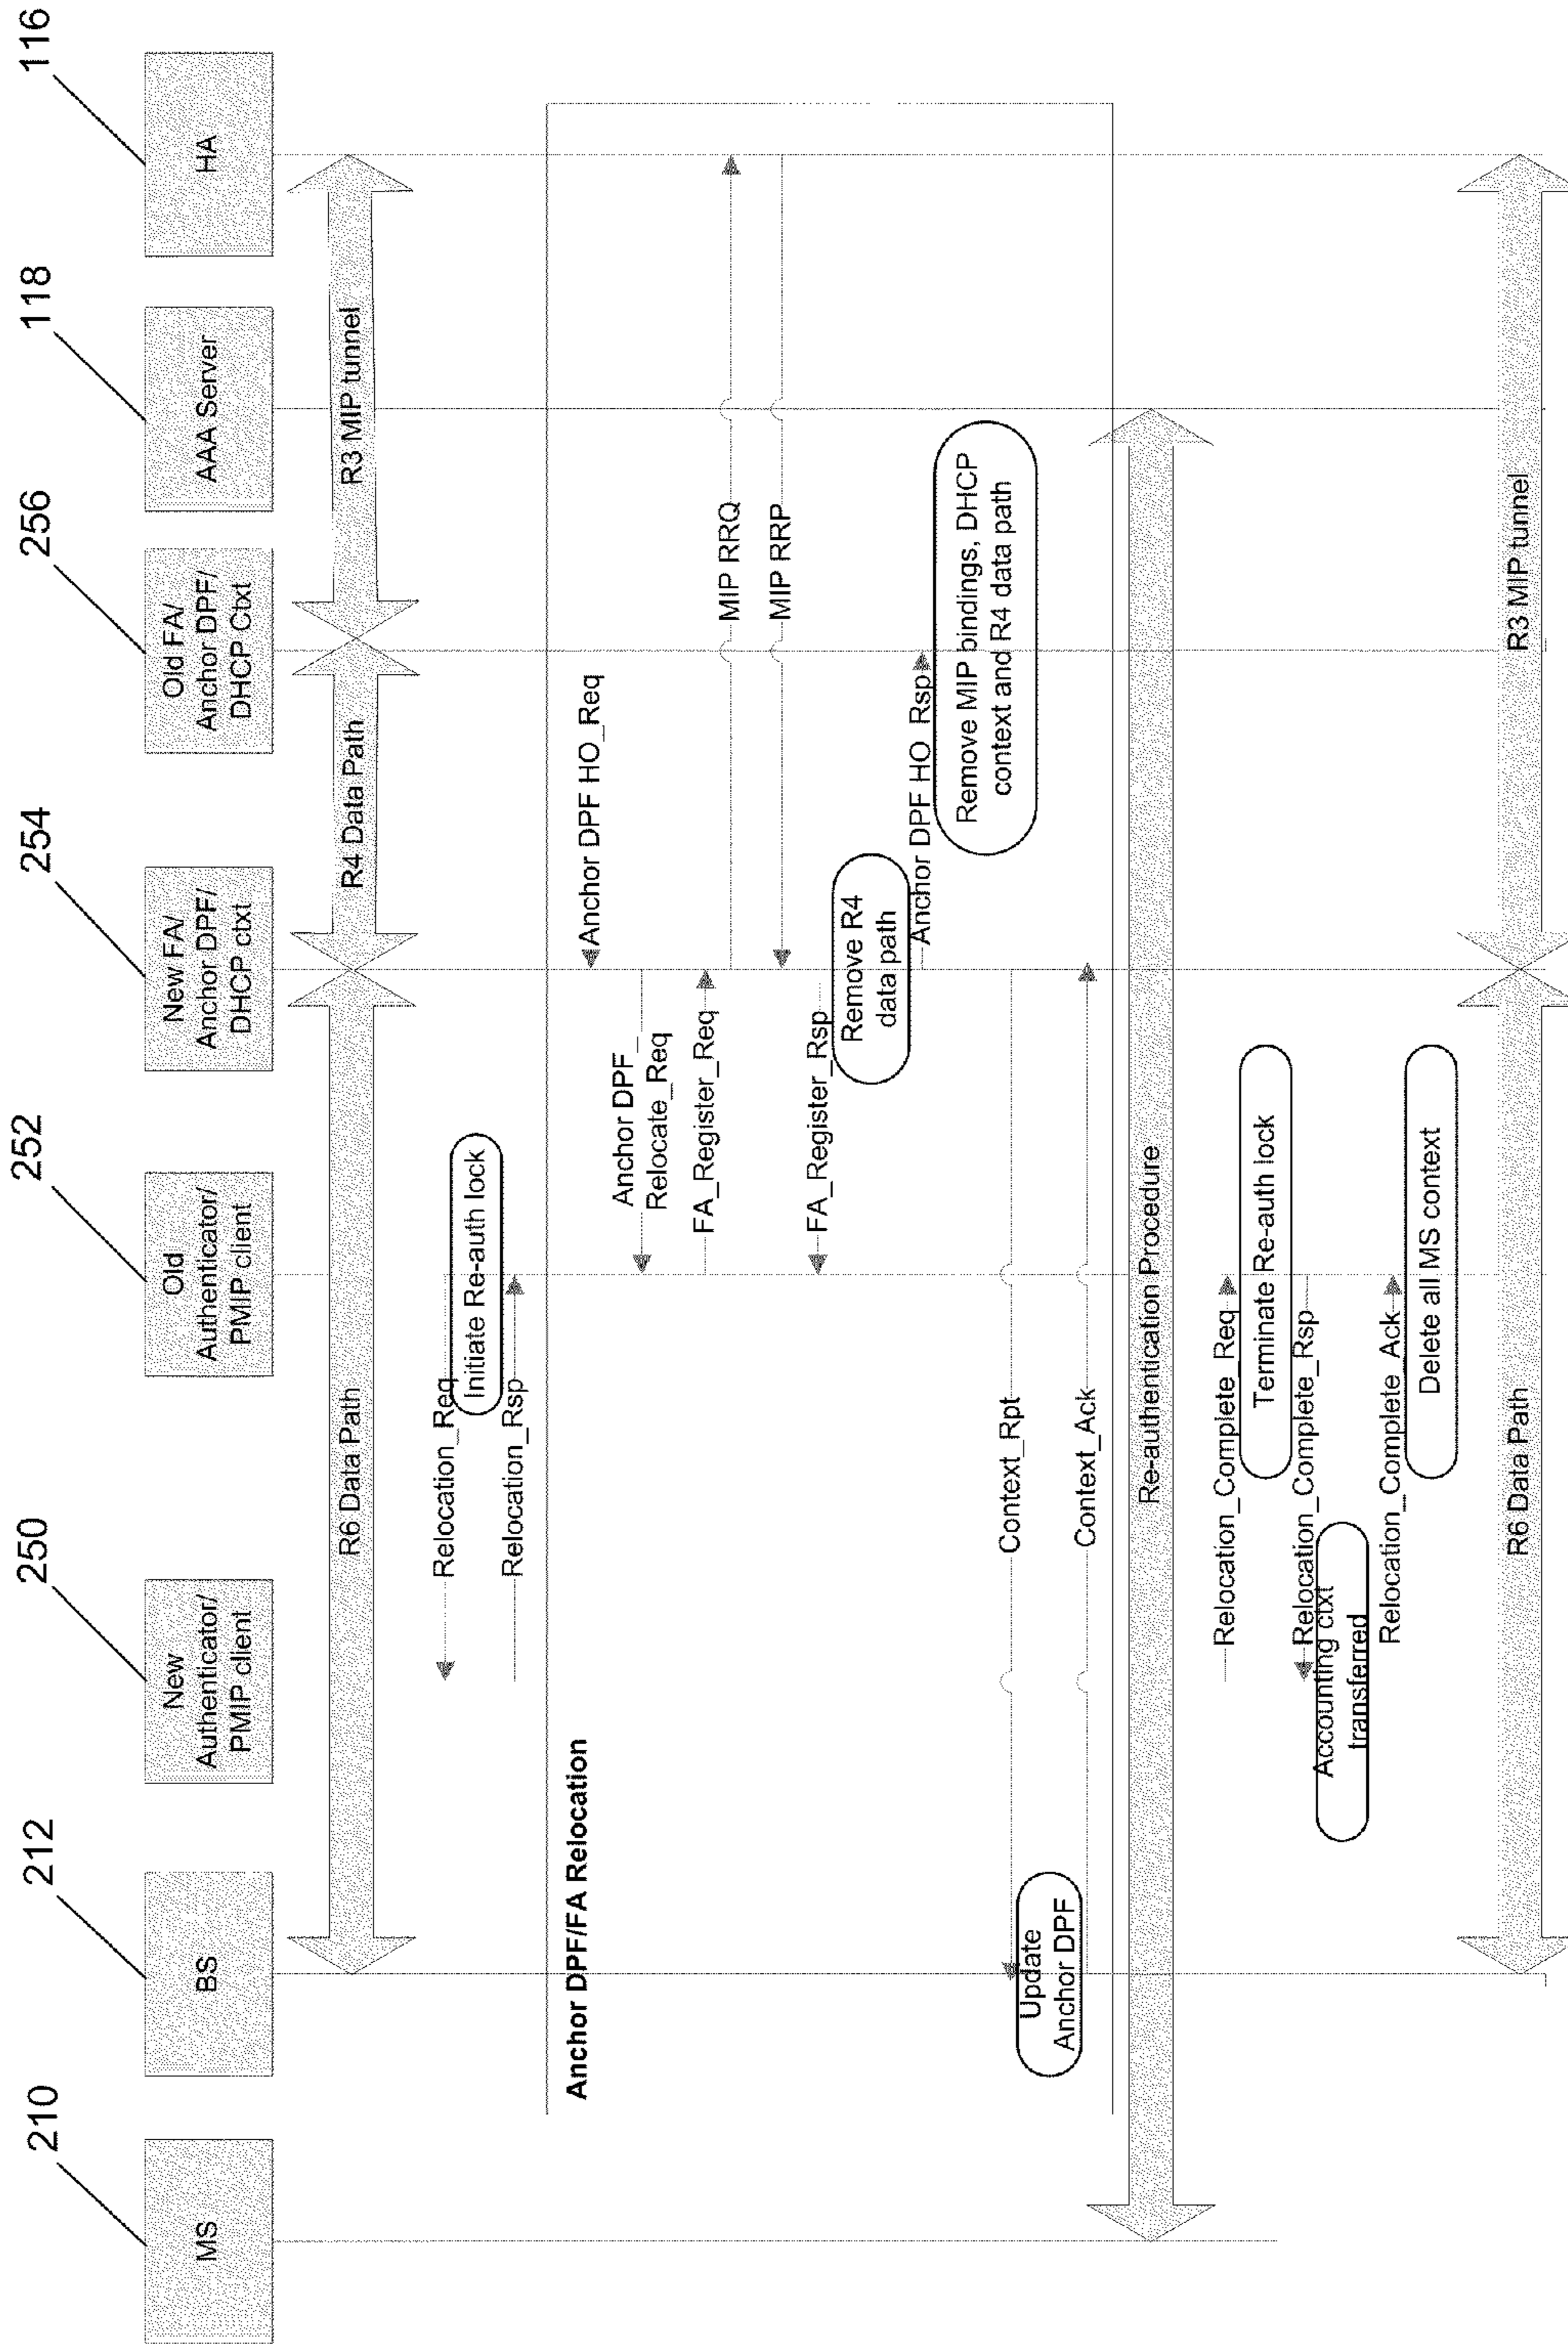 210
212
250
252
254
256
118
116
MS
BS
New
Authenticator/
PMIP client
Old
Authenticator/
PMIP client
New FA/
Anchor DPF/
DHCP ctxt
Old FA/
Anchor DPF/
DHCP Ctxt
AAA Server
HA
R6 Data Path
R4 Data Path
R3 MIP tunnel
Relocation_Req
Initiate Re-auth lock
Relocation_Rsp
Anchor DPF/FA Relocation
Anchor DPF HO_Req
Anchor DPF_
Relocate_Req
FA_Register_Req
MIP RRQ
MIP RRP
FA_Register_Rsp
Remove R4
data path
Anchor DPF HO_Rsp
Remove MIP bindings, DHCP
context and R4 data path
Context_Rpt
Update
Anchor DPF
Context_Ack
Re-authentication Procedure
Relocation_Complete_Req
Terminate Re-auth lock
Relocation_Complete_Rsp
Accounting ctxt
transferred
Relocation_Complete_Ack
Delete all MS context
R6 Data Path
R3 MIP tunnel